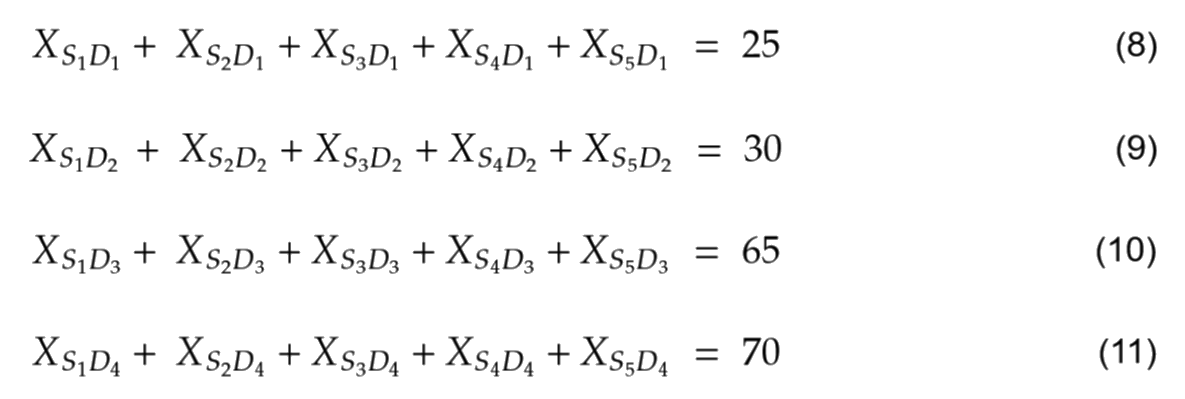 X_{S_1D_1} + X_{S_2D_1} + X_{S_3D_1} + X_{S_4D_1} + X_{S_5D_1} = 25 (8)
X_{S_1D_2} + X_{S_2D_2} + X_{S_3D_2} + X_{S_4D_2} + X_{S_5D_2} = 30 (9)
X_{S_1D_3} + X_{S_2D_3} + X_{S_3D_3} + X_{S_4D_3} + X_{S_5D_3} = 65 (10)
X_{S_1D_4} + X_{S_2D_4} + X_{S_3D_4} + X_{S_4D_4} + X_{S_5D_4} = 70 (11)